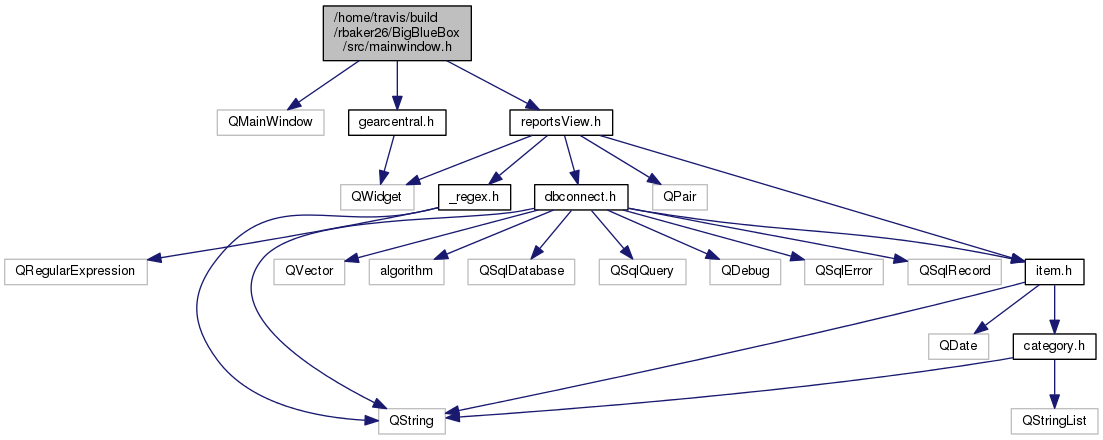 /home/travis/build
/rbaker26/BigBlueBox
/src/mainwindow.h
QMainWindow
gearcentral.h
reportsView.h
QWidget
_regex.h
dbconnect.h
QPair
QRegularExpression
QVector
algorithm
QSqlDatabase
QSqlQuery
QDebug
QSqlError
QSqlRecord
item.h
QDate
category.h
QString
QStringList